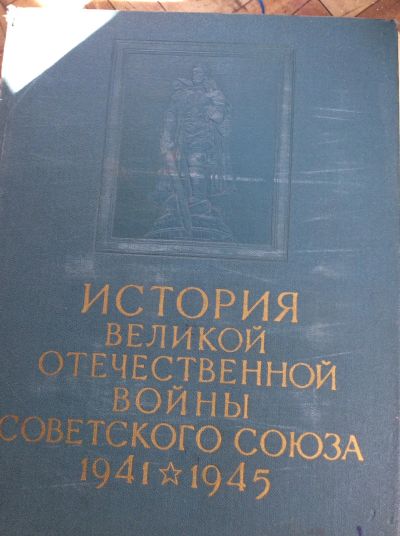 ИСТОРИЯ
ВЕЛИКОЙ
ОТЕЧЕСТВЕННОЙ
ВОЙНЫ
СОВЕТСКОГО СОЮЗА
1941 ☆ 1945